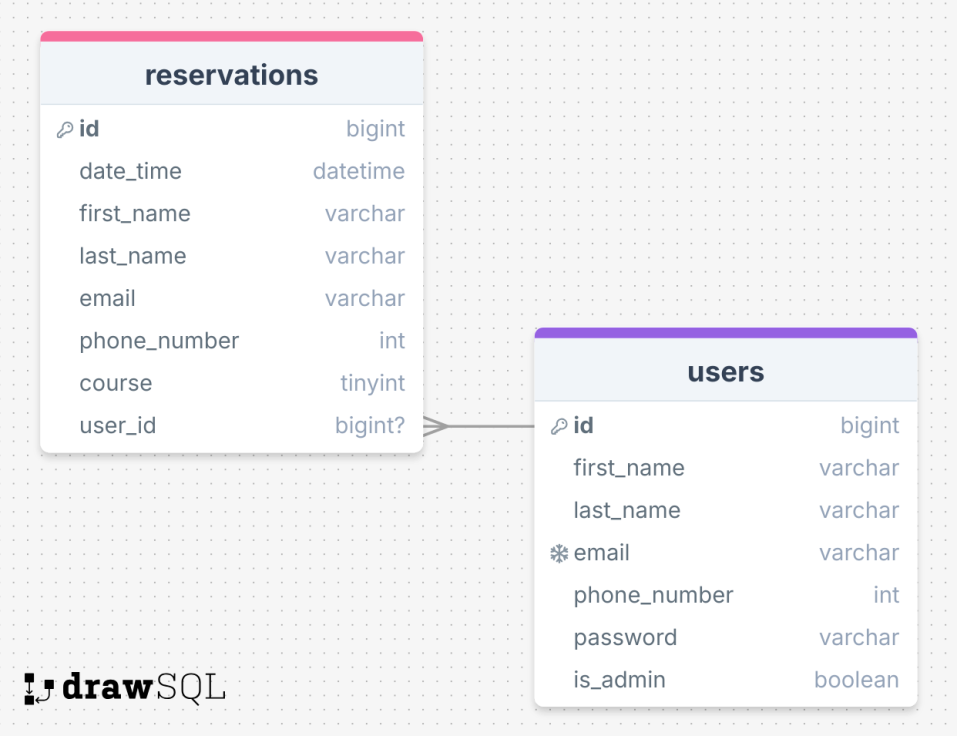 reservations
id bigint
date_time datetime
first_name varchar
last_name varchar
email varchar
phone_number int
course tinyint
user_id bigint?
users
id bigint
first_name varchar
last_name varchar
email varchar
phone_number int
password varchar
is_admin boolean
drawSQL